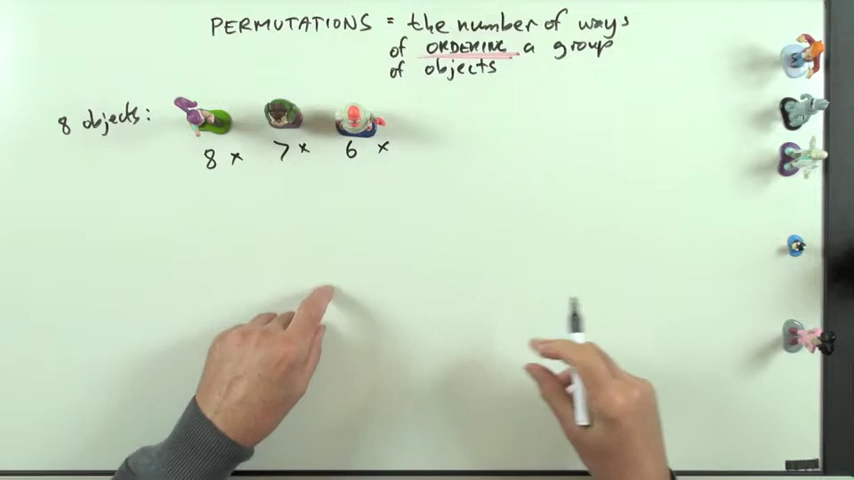 PERMUTATIONS = the number of ways
of ORDERING a group
of objects
8 objects:
8 x 7 x 6 x